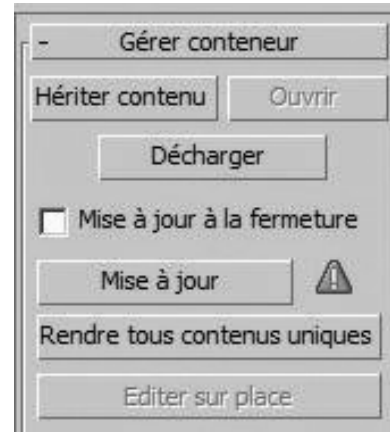 - Gérer conteneur
Hériter contenu Ouvrir
Décharger
Mise à jour à la fermeture
Mise à jour
Rendre tous contenus uniques
Editer sur place